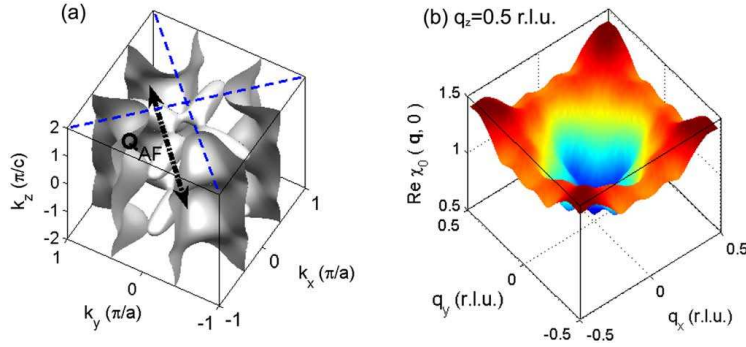 (a)
Q_AF
k_z (π/c)
2
1
0
-1
-2
1
0
-1
k_y (π/a)
-1
0
1
k_x (π/a)
(b) q_z=0.5 r.l.u.
Re χ_0 ( q, 0 )
1.5
1
0.5
0.5
0
-0.5
q_y (r.l.u.)
-0.5
0
0.5
q_x (r.l.u.)